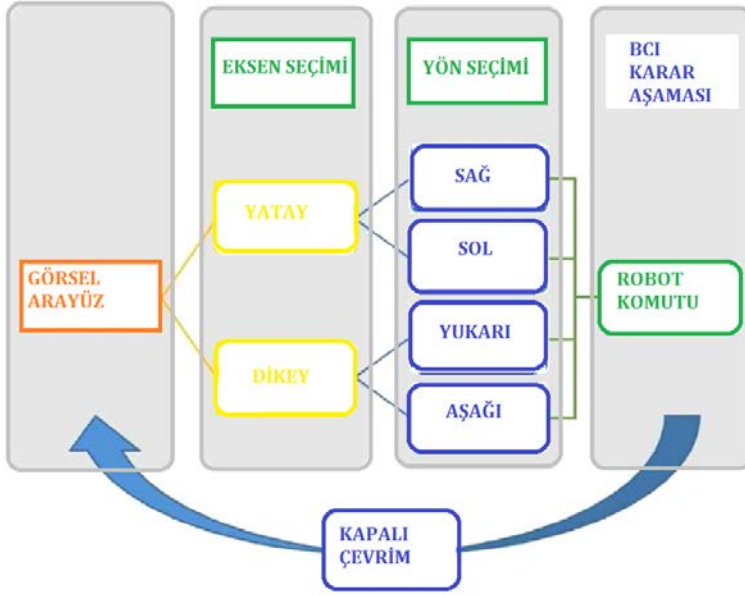 EKSEN SEÇİMİ
YÖN SEÇİMİ
BCI
KARAR
AŞAMASI
GÖRSEL
ARAYÜZ
YATAY
DİKEY
SAĞ
SOL
YUKARI
AŞAĞI
ROBOT
KOMUTU
KAPALI
ÇEVRİM